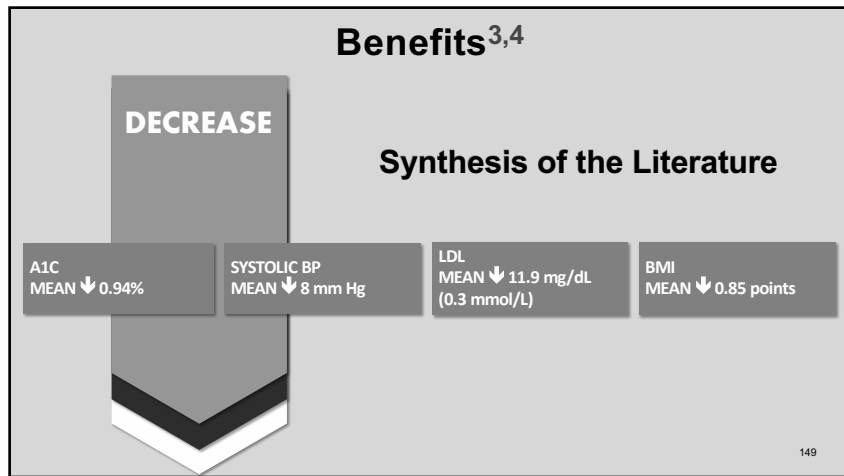 Benefits3,4
DECREASE
Synthesis of the Literature
A1C
MEAN 🡻 0.94%
SYSTOLIC BP
MEAN 🡻 8 mm Hg
LDL
MEAN 🡻 11.9 mg/dL
(0.3 mmol/L)
BMI
MEAN 🡻 0.85 points
149